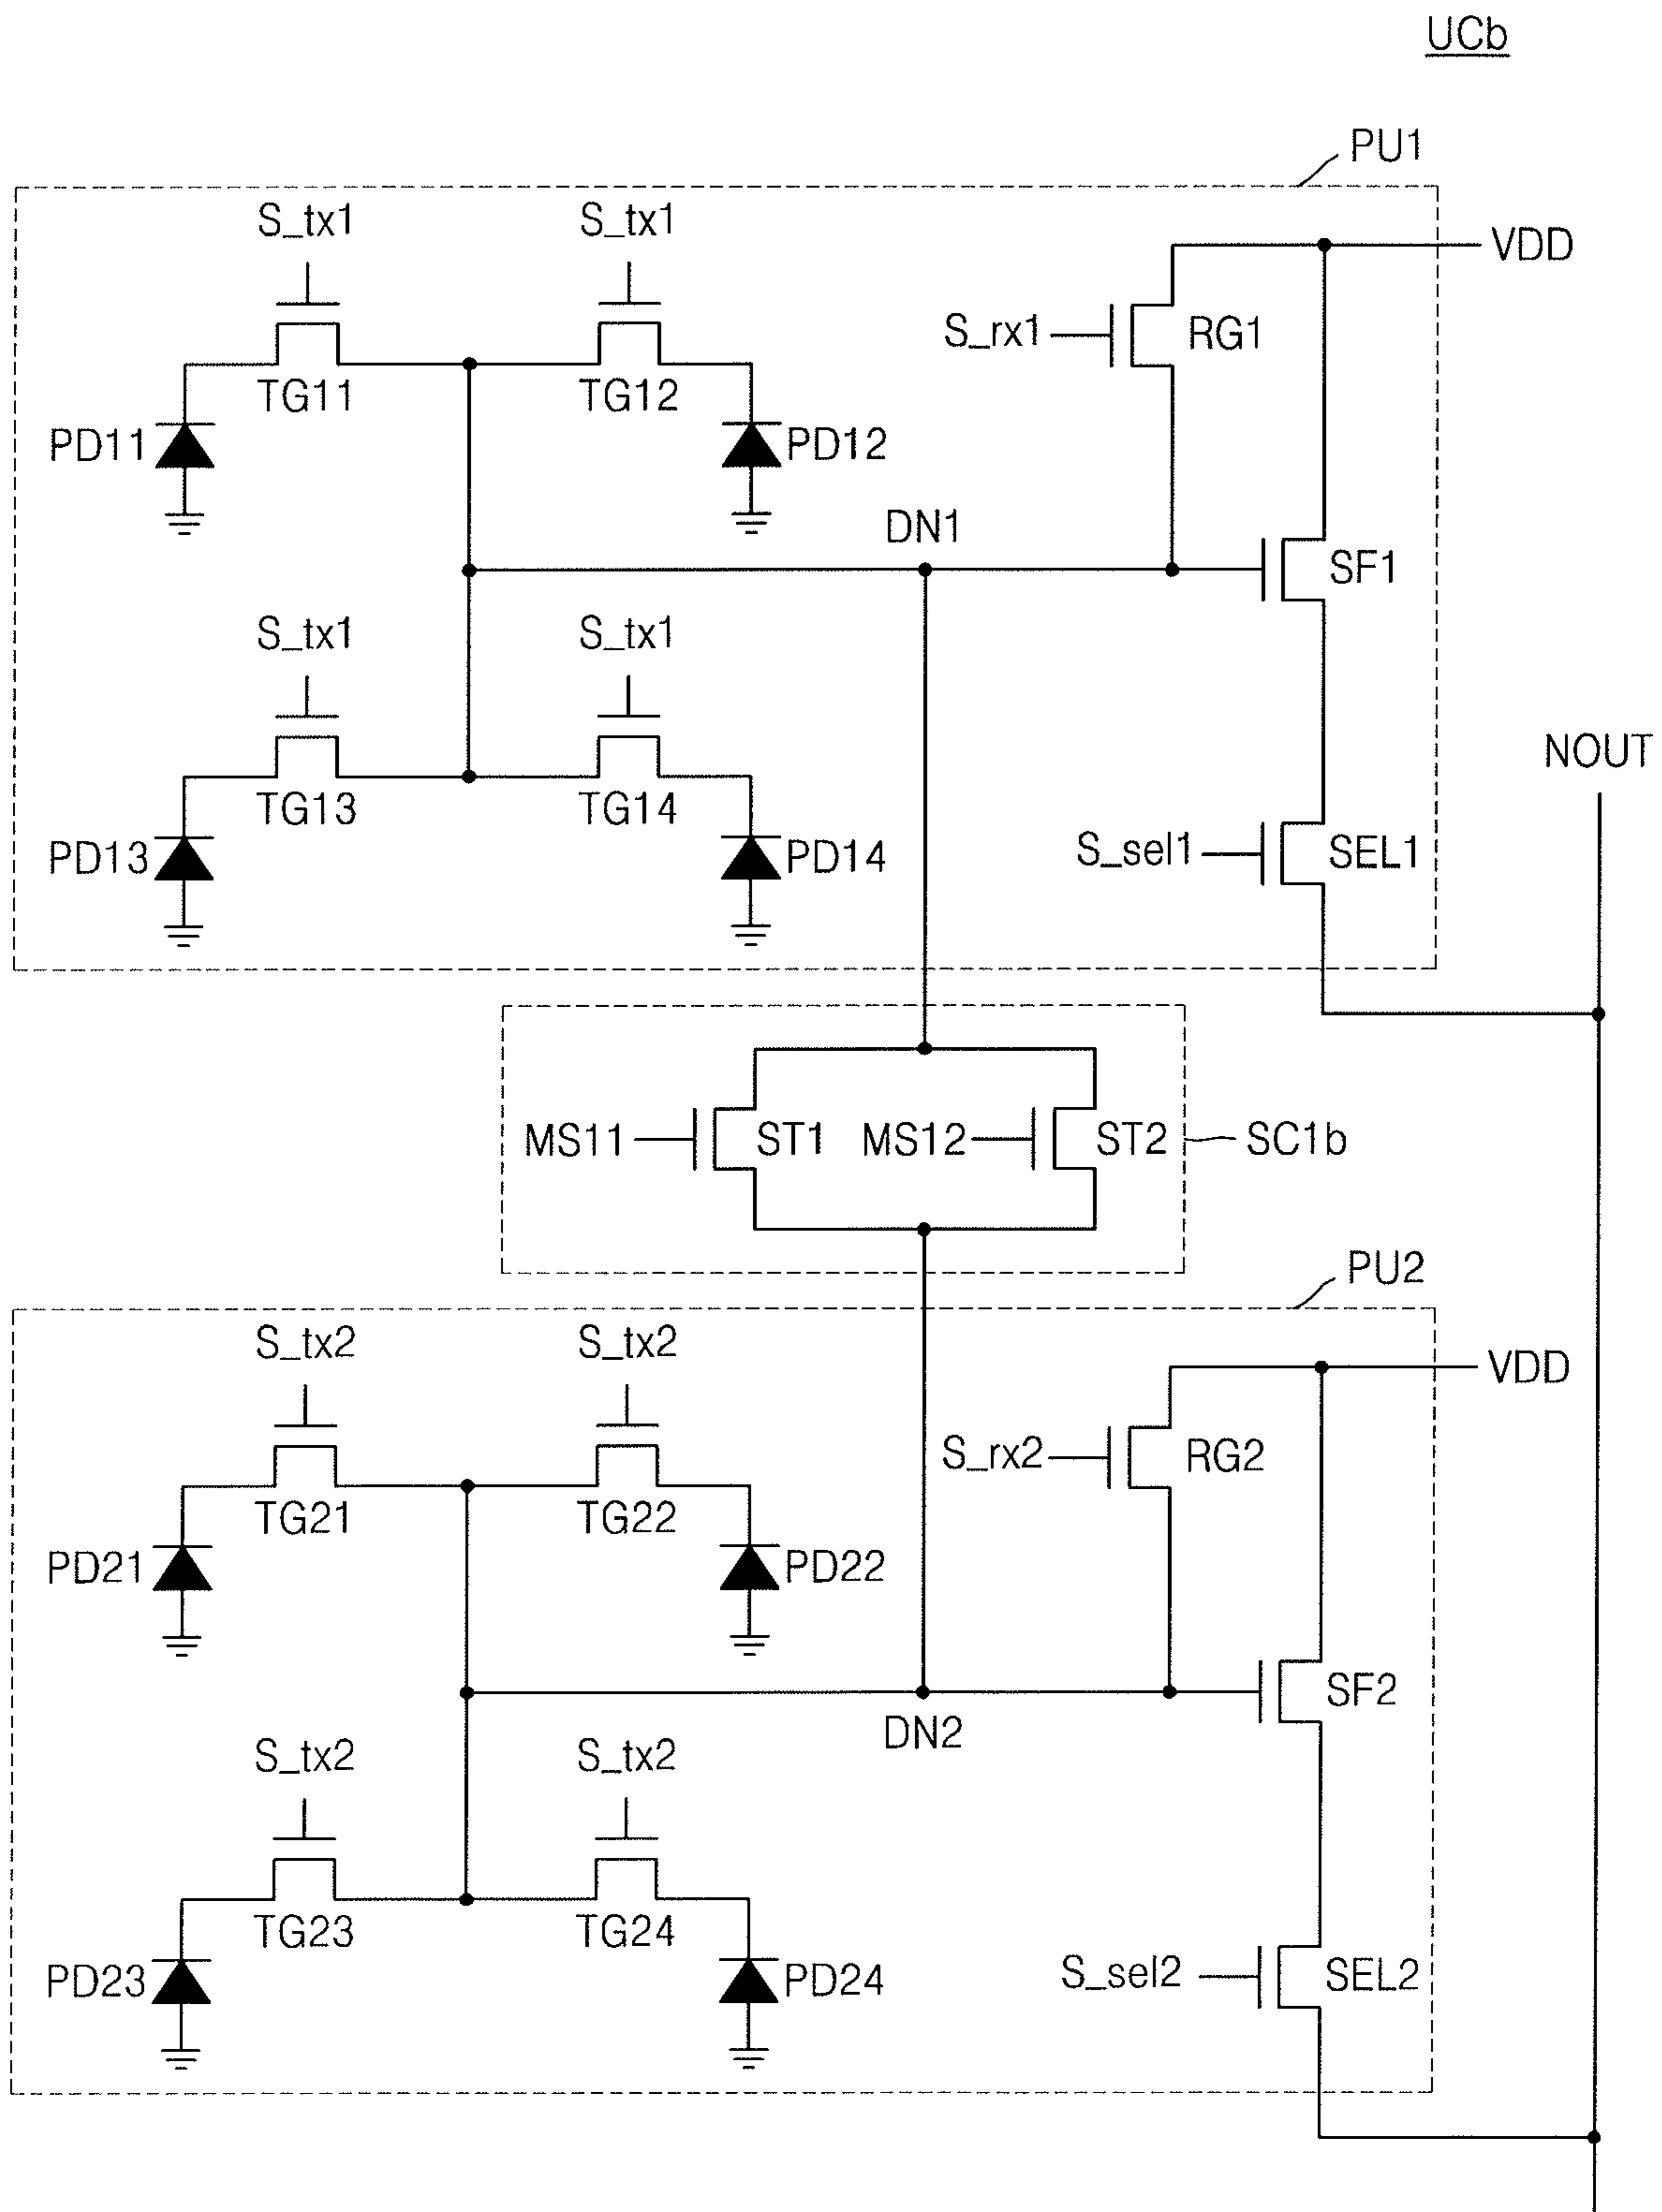 UCb
PU1
S_tx1 S_tx1
VDD
S_rx1 RG1
TG11 TG12
PD11 PD12
DN1
SF1
S_tx1 S_tx1
NOUT
TG13 TG14
PD13 PD14 S_sel1 SEL1
MS11 ST1 MS12 ST2 SC1b
PU2
S_tx2 S_tx2
VDD
S_rx2 RG2
TG21 TG22
PD21 PD22
SF2
DN2
S_tx2 S_tx2
TG23 TG24
PD23 PD24 S_sel2 SEL2